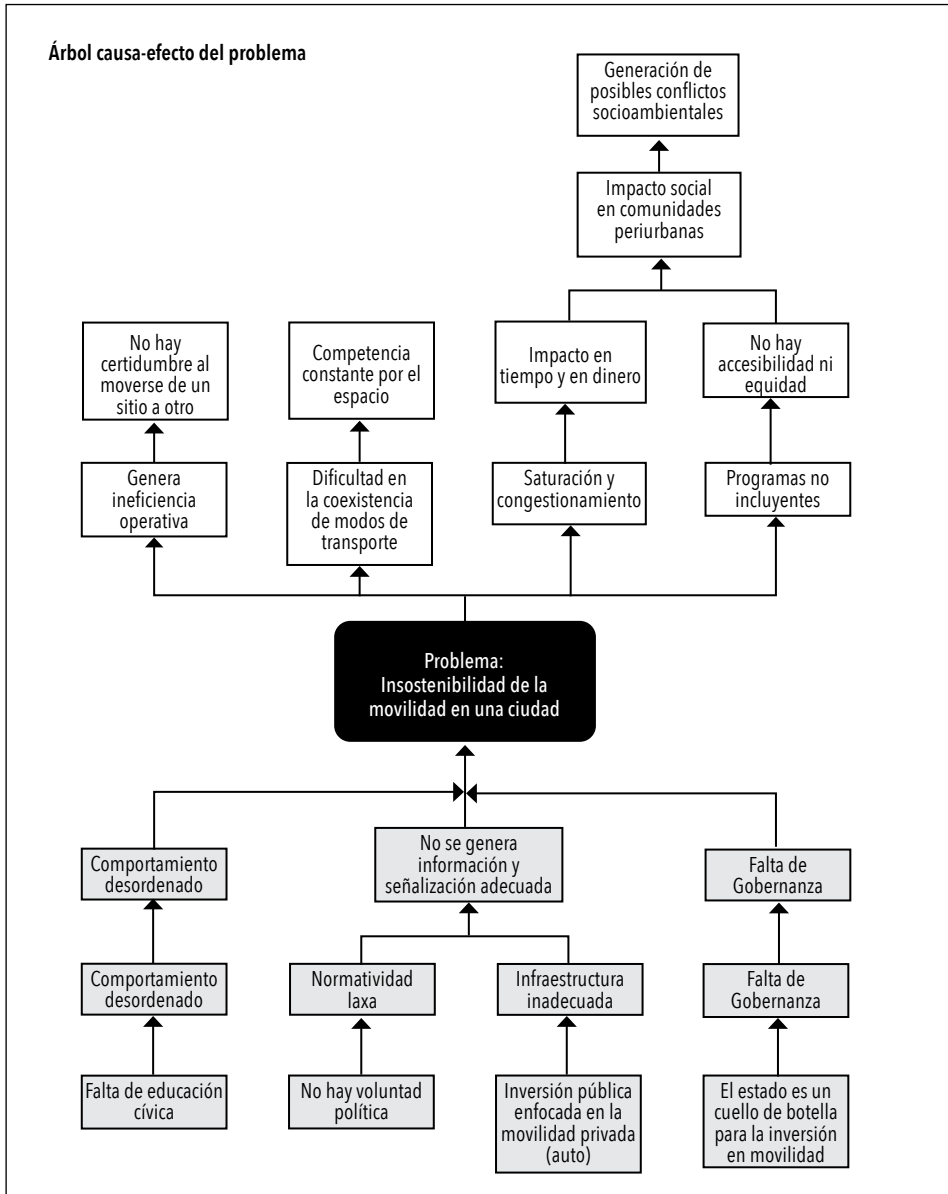 Árbol causa-efecto del problema
Generación de
posibles conflictos
socioambientales
Impacto social
en comunidades
periurbanas
No hay
certidumbre al
moverse de un
sitio a otro
Competencia
constante por el
espacio
Impacto en
tiempo y en dinero
No hay
accesibilidad ni
equidad
Genera
ineficiencia
operativa
Dificultad en
la coexistencia
de modos de
transporte
Saturación y
congestionamiento
Programas no
incluyentes
Problema:
Insostenibilidad de la
movilidad en una ciudad
Comportamiento
desordenado
No se genera
información y
señalización adecuada
Falta de
Gobernanza
Comportamiento
desordenado
Normatividad
laxa
Infraestructura
inadecuada
Falta de
Gobernanza
Falta de educación
cívica
No hay voluntad
política
Inversión pública
enfocada en la
movilidad privada
(auto)
El estado es un
cuello de botella
para la inversión
en movilidad